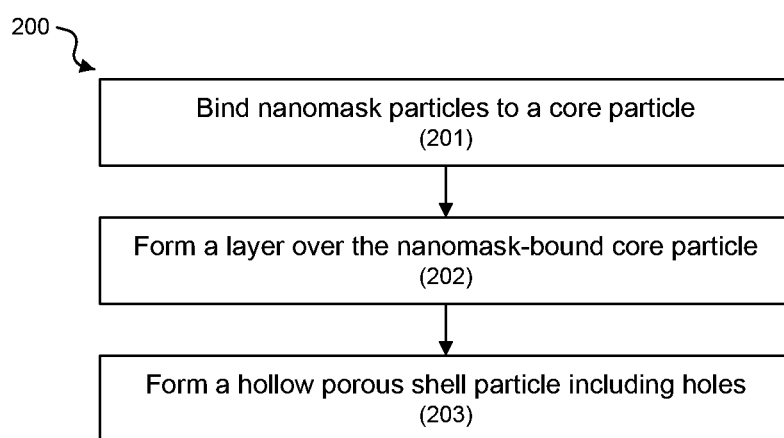 200
Bind nanomask particles to a core particle
(201)
Form a layer over the nanomask-bound core particle
(202)
Form a hollow porous shell particle including holes
(203)